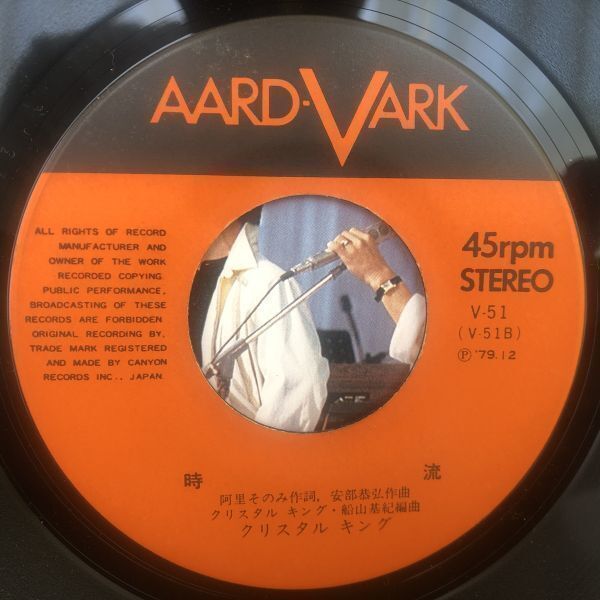 AARD-VARK
ALL RIGHTS OF RECORD
MANUFACTURER AND
OWNER OF THE WORK
RECORDED COPYING.
PUBLIC PERFORMANCE,
BROADCASTING OF THESE
RECORDS ARE FORBIDDEN.
ORIGINAL RECORDING BY,
TRADE MARK REGISTERED
AND MADE BY CANYON
RECORDS INC., JAPAN.
45rpm
STEREO
V-51
(V-51B)
Ⓟ '79.12
時 流
阿里そのみ作詞, 安部恭弘作曲
クリスタル キング・船山基紀編曲
クリスタル キング